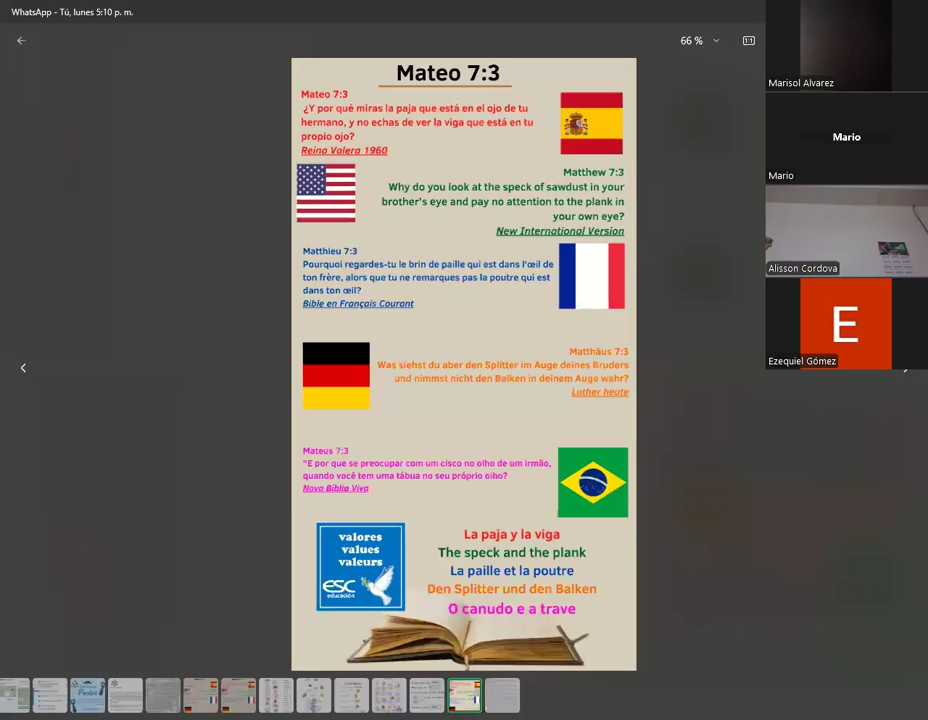 WhatsApp - Tú, lunes 5:10 p. m.
66 %
1:1
Mateo 7:3
Mateo 7:3
¿Y por qué miras la paja que está en el ojo de tu
hermano, y no echas de ver la viga que está en tu
propio ojo?
Reina Valera 1960
Matthew 7:3
Why do you look at the speck of sawdust in your
brother's eye and pay no attention to the plank in
your own eye?
New International Version
Matthieu 7:3
Pourquoi regardes-tu le brin de paille qui est dans l'œil de
ton frère, alors que tu ne remarques pas la poutre qui est
dans ton œil?
Bible en Français Courant
Matthäus 7:3
Was siehst du aber den Splitter im Auge deines Bruders
und nimmst nicht den Balken in deinem Auge wahr?
Luther heute
Mateus 7:3
"E por que se preocupar com um cisco no olho de um irmão,
quando você tem uma tábua no seu próprio olho?
Nova Bíblia Viva
valores
values
valeurs
esc
educación
La paja y la viga
The speck and the plank
La paille et la poutre
Den Splitter und den Balken
O canudo e a trave
Marisol Alvarez
Mario
Mario
Alisson Cordova
E
Ezequiel Gómez